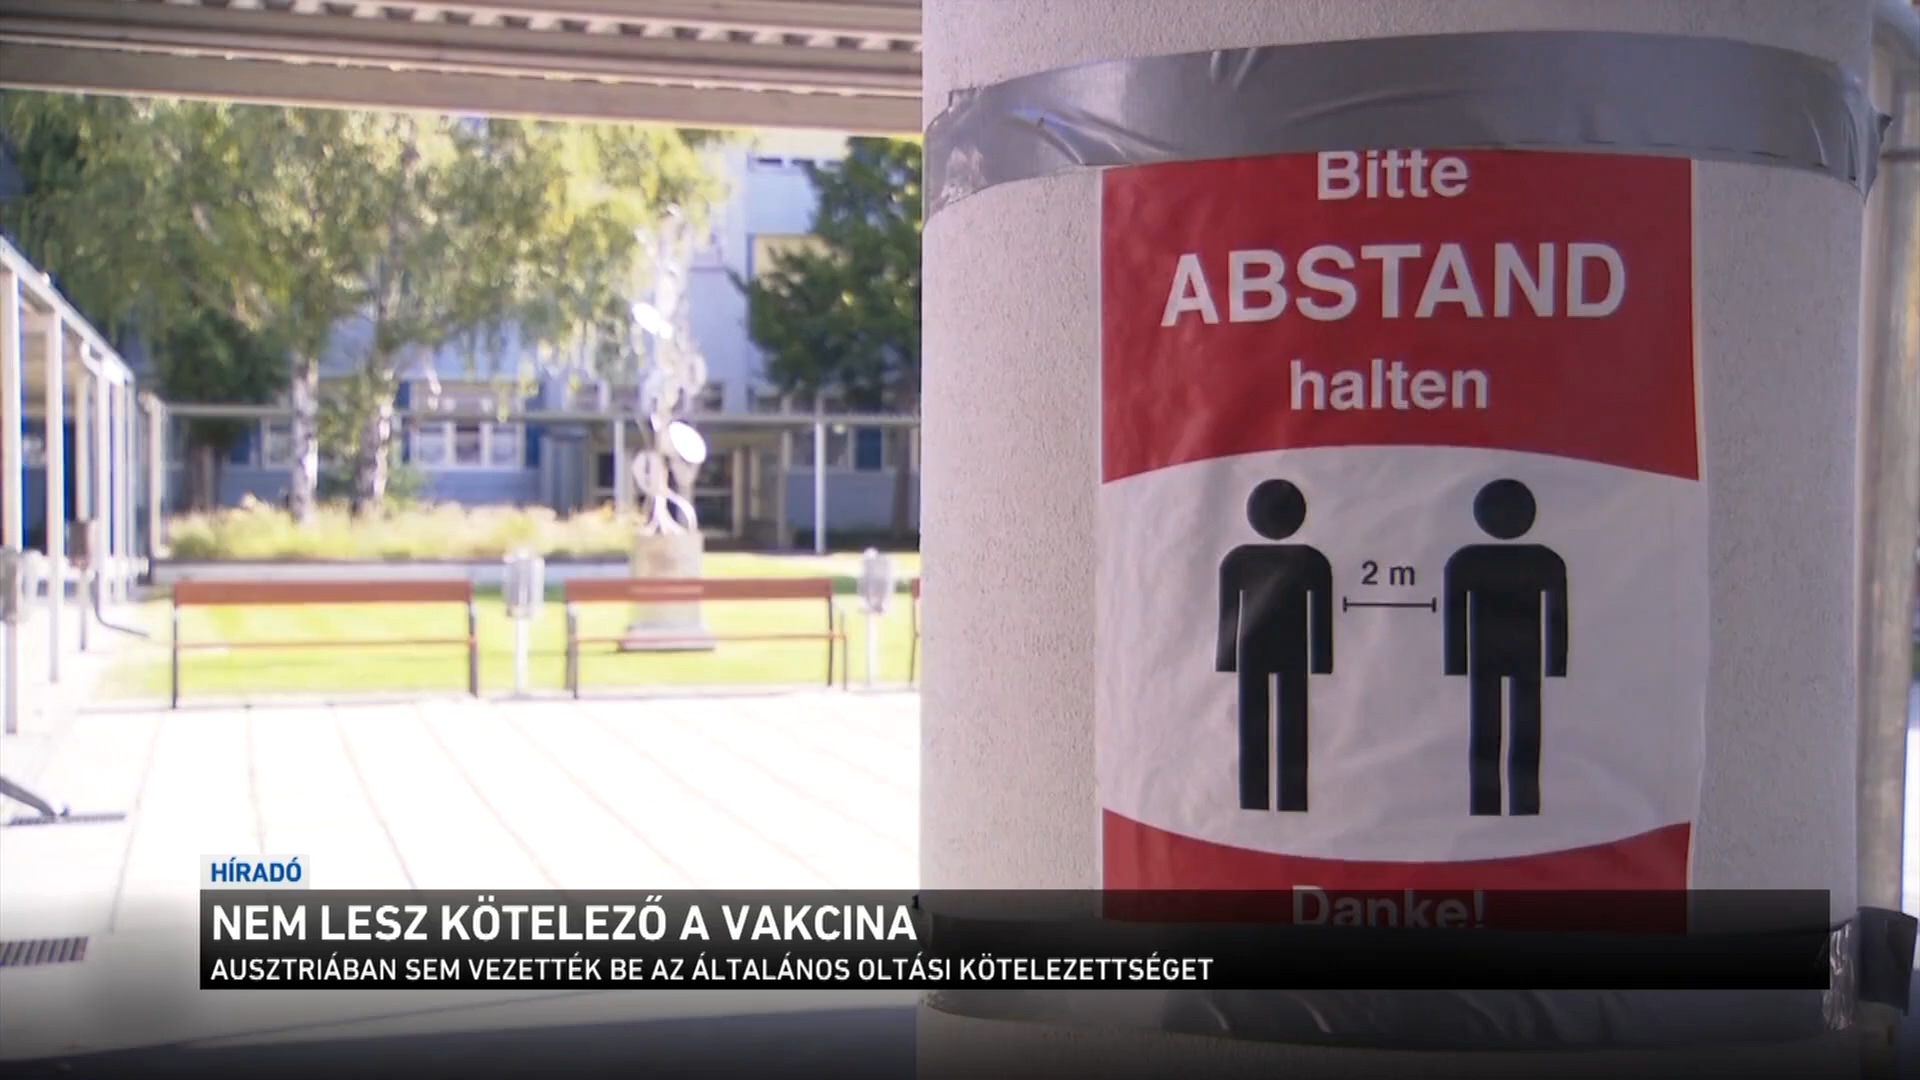 Bitte
ABSTAND
halten
2 m
Danke!
HÍRADÓ
NEM LESZ KÖTELEZŐ A VAKCINA
AUSZTRIÁBAN SEM VEZETTÉK BE AZ ÁLTALÁNOS OLTÁSI KÖTELEZETTSÉGET